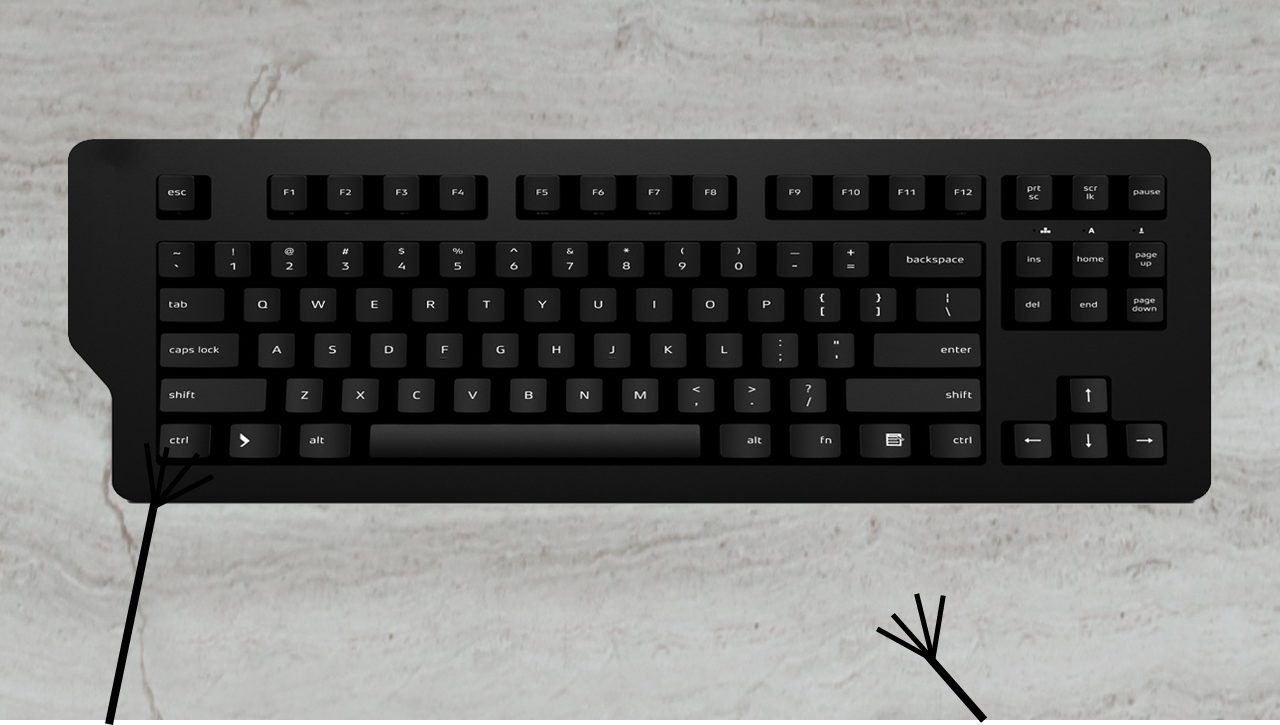 esc F1 F2 F3 F4 F5 F6 F7 F8 F9 F10 F11 F12 prt sc scr lk pause
A
~ ` ! 1 @ 2 # 3 $ 4 % 5 ^ 6 & 7 * 8 ( 9 ) 0 — - + = backspace ins home page up
tab Q W E R T Y U I O P { [ } ] ¦ \ del end page down
caps lock A S D F G H J K L : ; " ' enter
shift Z X C V B N M < , > . ? / shift ↑
ctrl alt alt fn ctrl ← ↓ →